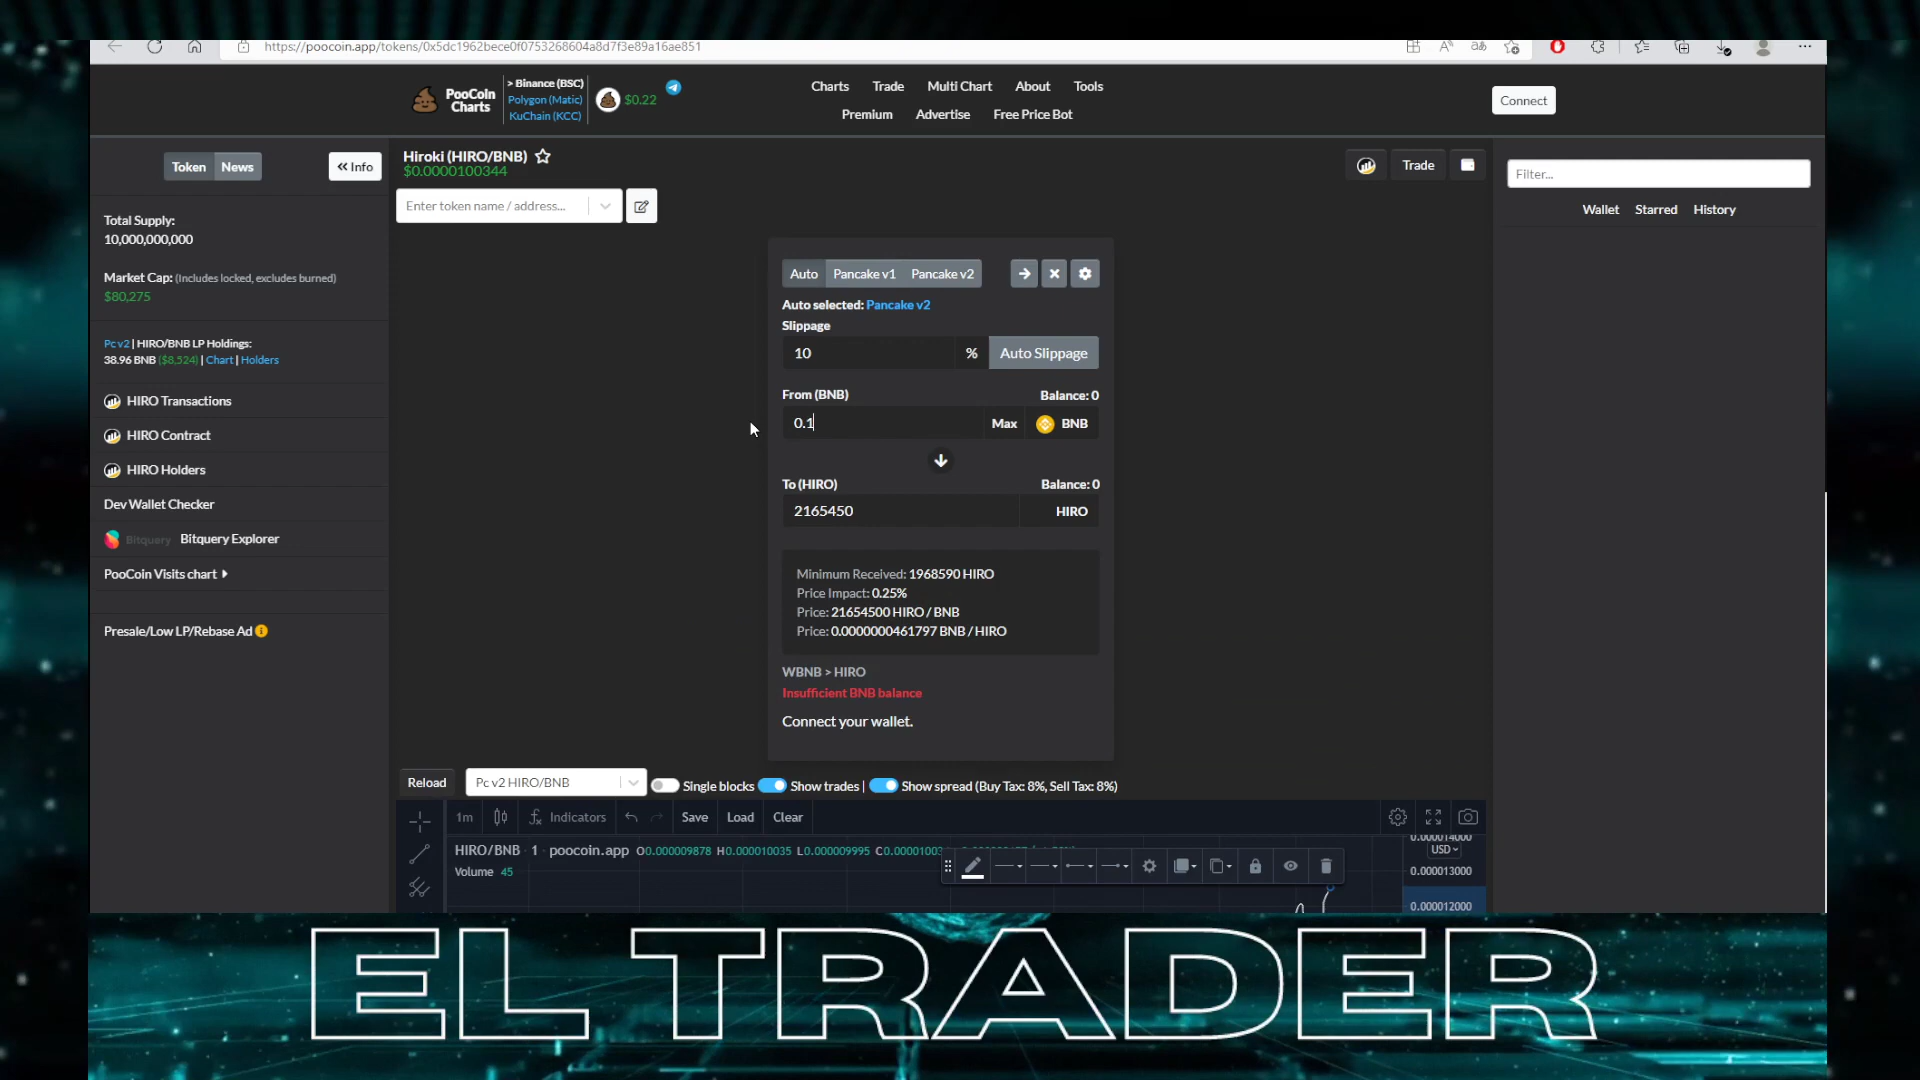 https://poocoin.app/tokens/0x5dc1962bece0f0753268604a8d7f3e89a16ae851
PooCoin
Charts
> Binance (BSC)
Polygon (Matic)
KuChain (KCC)
$0.22
Charts
Trade
Multi Chart
About
Tools
Premium
Advertise
Free Price Bot
Connect
Token
News
Info
Hiroki (HIRO/BNB)
$0.0000100344
Trade
Filter...
Enter token name / address...
Wallet
Starred
History
Total Supply:
10,000,000,000
Market Cap: (Includes locked, excludes burned)
$80,275
Pc v2 | HIRO/BNB LP Holdings:
38.96 BNB ($8,524) | Chart | Holders
HIRO Transactions
HIRO Contract
HIRO Holders
Dev Wallet Checker
Bitquery Bitquery Explorer
PooCoin Visits chart
Presale/Low LP/Rebase Ad
Auto
Pancake v1
Pancake v2
Auto selected: Pancake v2
Slippage
10
%
Auto Slippage
From (BNB)
Balance: 0
0.1
Max
BNB
To (HIRO)
Balance: 0
2165450
HIRO
Minimum Received: 1968590 HIRO
Price Impact: 0.25%
Price: 21654500 HIRO / BNB
Price: 0.0000000461797 BNB / HIRO
WBNB > HIRO
Insufficient BNB balance
Connect your wallet.
Reload
Pc v2 HIRO/BNB
Single blocks
Show trades |
Show spread (Buy Tax: 8%, Sell Tax: 8%)
1m
Indicators
Save
Load
Clear
HIRO/BNB · 1 · poocoin.app O0.000009878 H0.000010035 L0.000009995
Volume 45
0.000014000
USD
0.000013000
0.000012000
EL TRADER